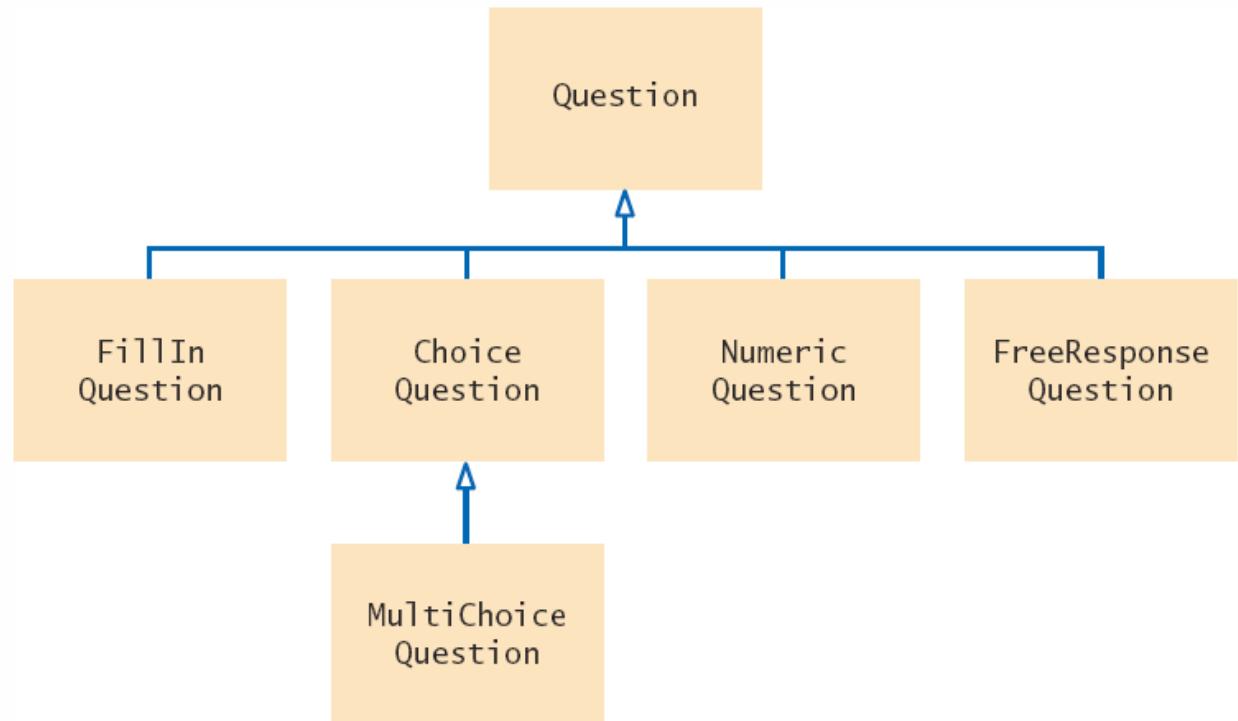 Question
FillIn
Question
Choice
Question
Numeric
Question
FreeResponse
Question
MultiChoice
Question